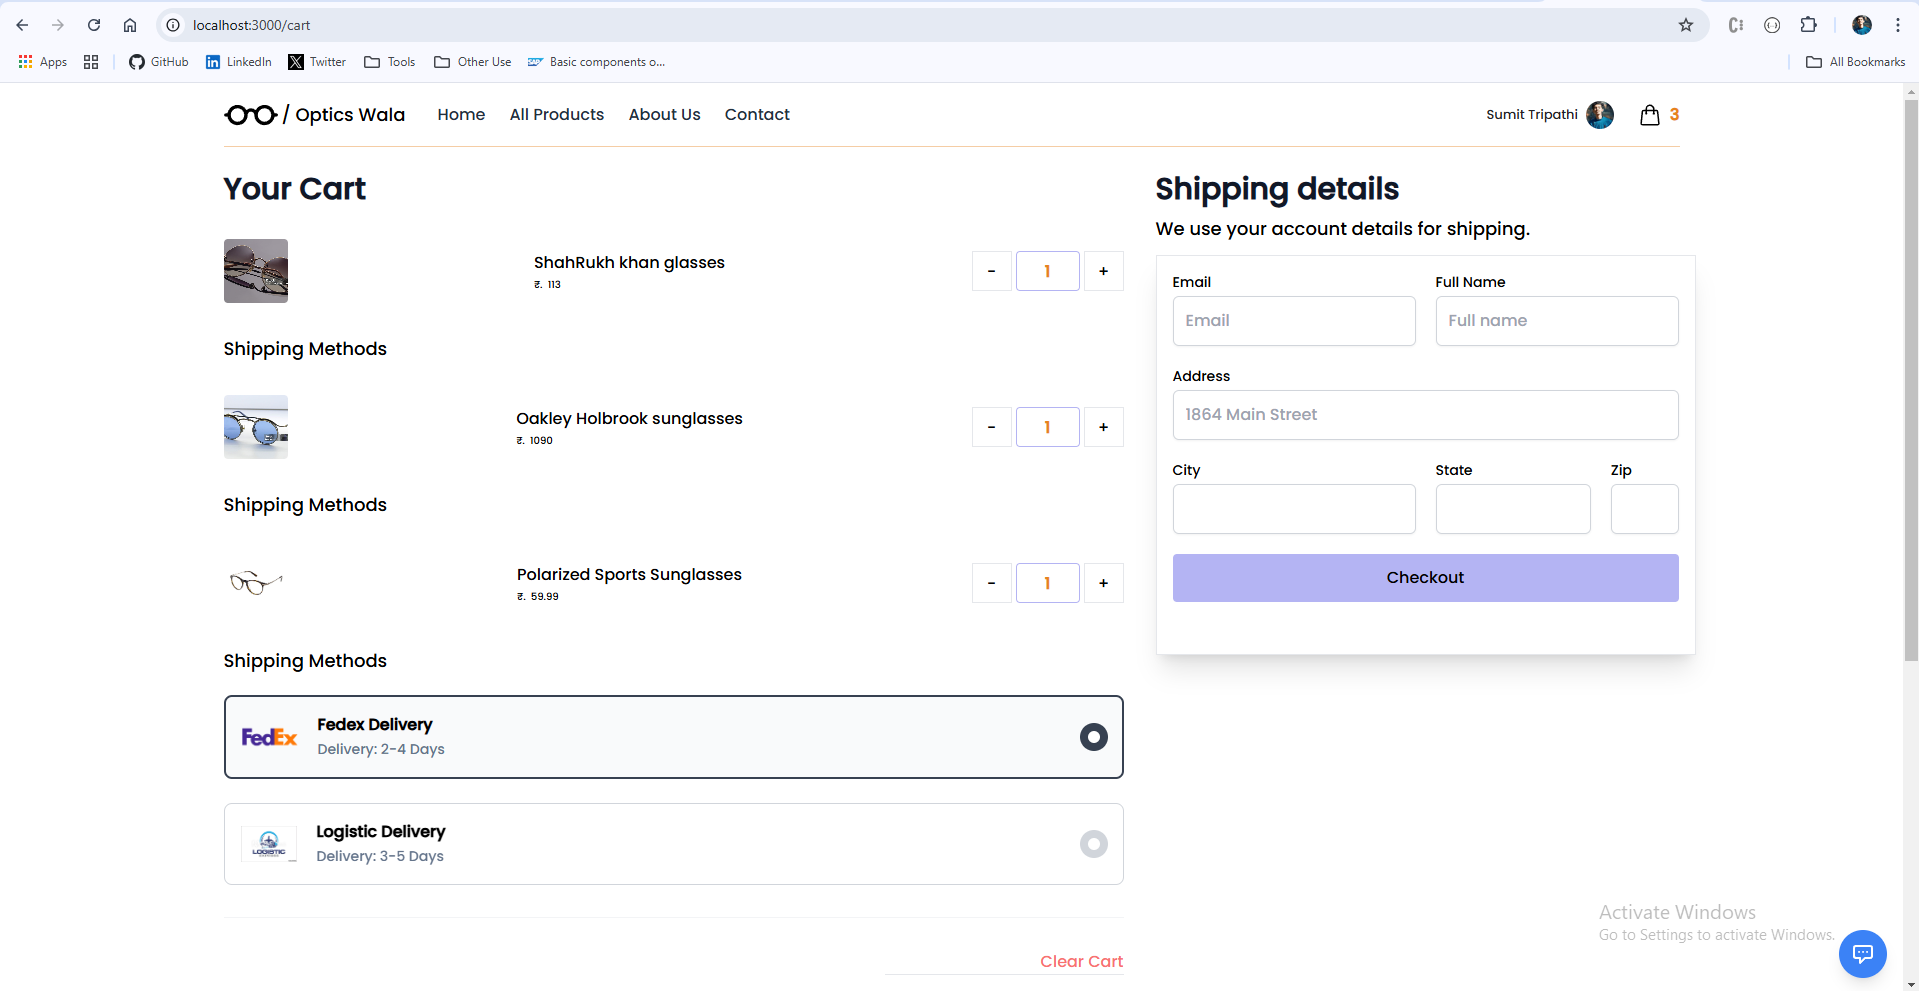 localhost:3000/cart
Apps
GitHub
LinkedIn
Twitter
Tools
Other Use
Basic components o...
All Bookmarks
/ Optics Wala
Home
All Products
About Us
Contact
Sumit Tripathi
3
Your Cart
ShahRukh khan glasses
₹. 113
- 1 +
Shipping Methods
Oakley Holbrook sunglasses
₹. 1090
- 1 +
Shipping Methods
Polarized Sports Sunglasses
₹. 59.99
- 1 +
Shipping Methods
FedEx
Fedex Delivery
Delivery: 2-4 Days
LOGISTIC
Logistic Delivery
Delivery: 3-5 Days
Clear Cart
Shipping details
We use your account details for shipping.
Email
Full Name
Email
Full name
Address
1864 Main Street
City
State
Zip
Checkout
Activate Windows
Go to Settings to activate Windows.